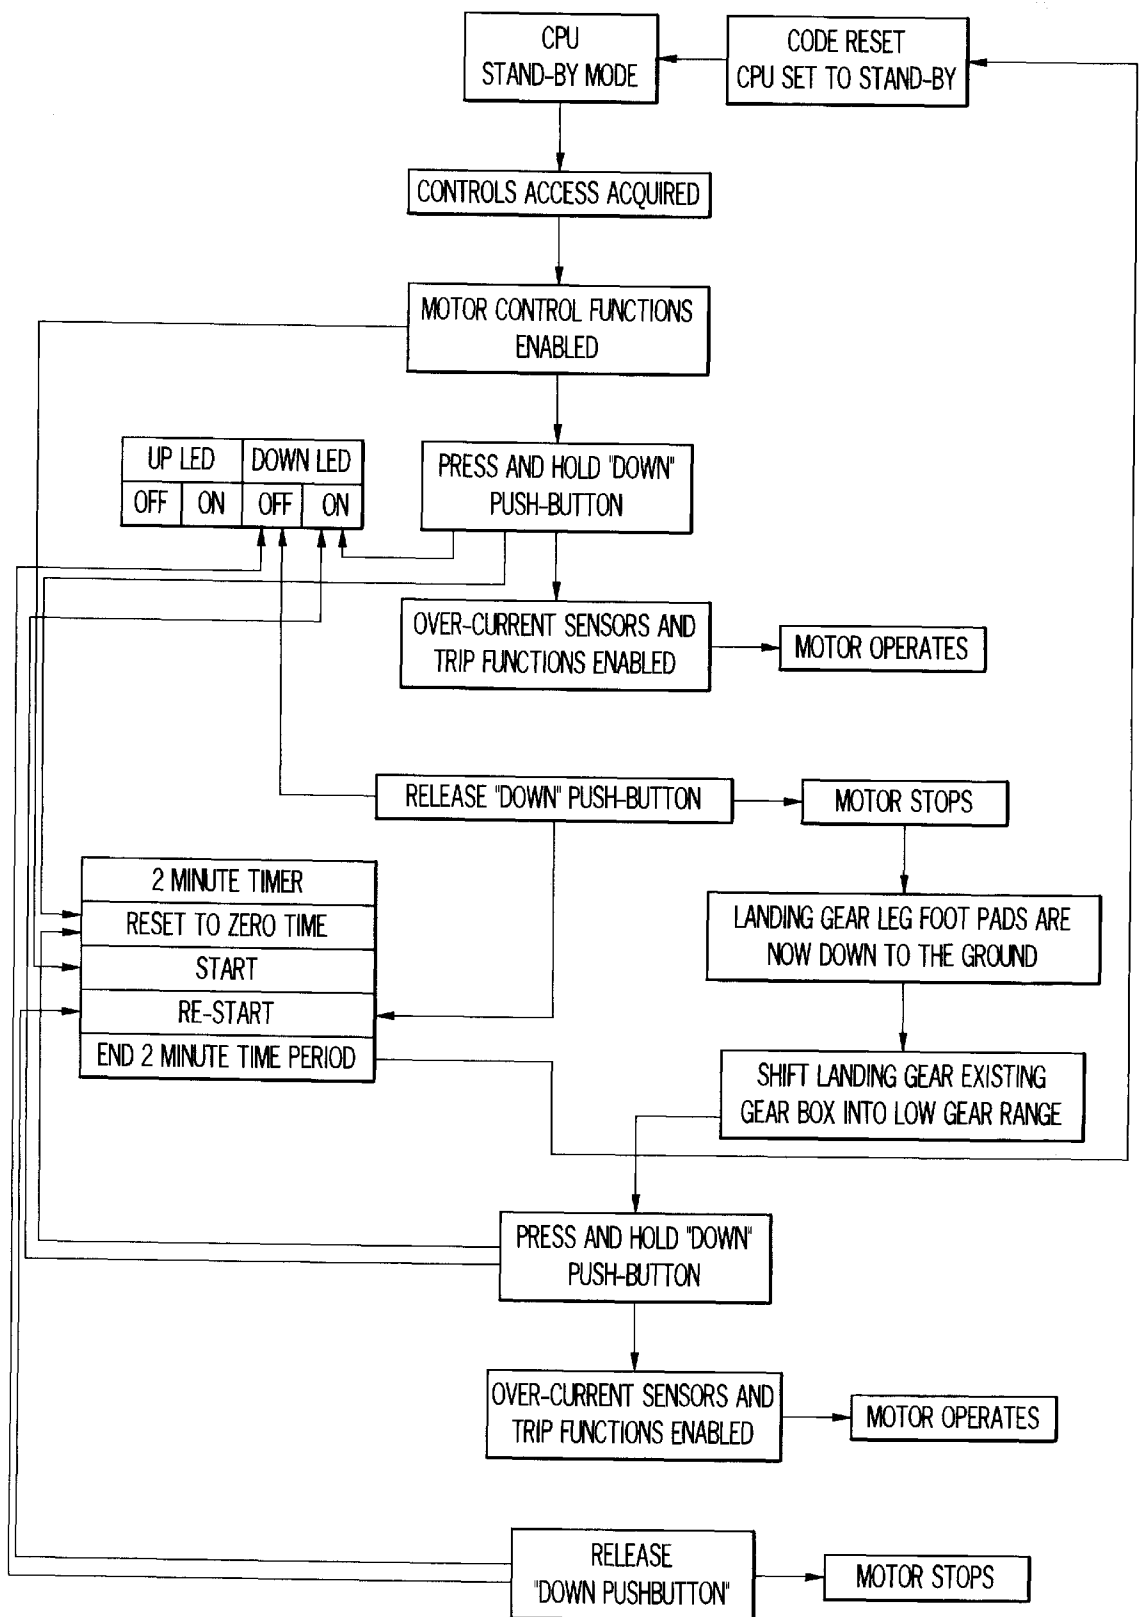 CPU
STAND-BY MODE
CODE RESET
CPU SET TO STAND-BY
CONTROLS ACCESS ACQUIRED
MOTOR CONTROL FUNCTIONS
ENABLED
UP LED
DOWN LED
OFF
ON
OFF
ON
PRESS AND HOLD "DOWN"
PUSH-BUTTON
OVER-CURRENT SENSORS AND
TRIP FUNCTIONS ENABLED
MOTOR OPERATES
RELEASE "DOWN" PUSH-BUTTON
MOTOR STOPS
2 MINUTE TIMER
RESET TO ZERO TIME
START
RE-START
END 2 MINUTE TIME PERIOD
LANDING GEAR LEG FOOT PADS ARE
NOW DOWN TO THE GROUND
SHIFT LANDING GEAR EXISTING
GEAR BOX INTO LOW GEAR RANGE
PRESS AND HOLD "DOWN"
PUSH-BUTTON
OVER-CURRENT SENSORS AND
TRIP FUNCTIONS ENABLED
MOTOR OPERATES
RELEASE
"DOWN PUSHBUTTON"
MOTOR STOPS